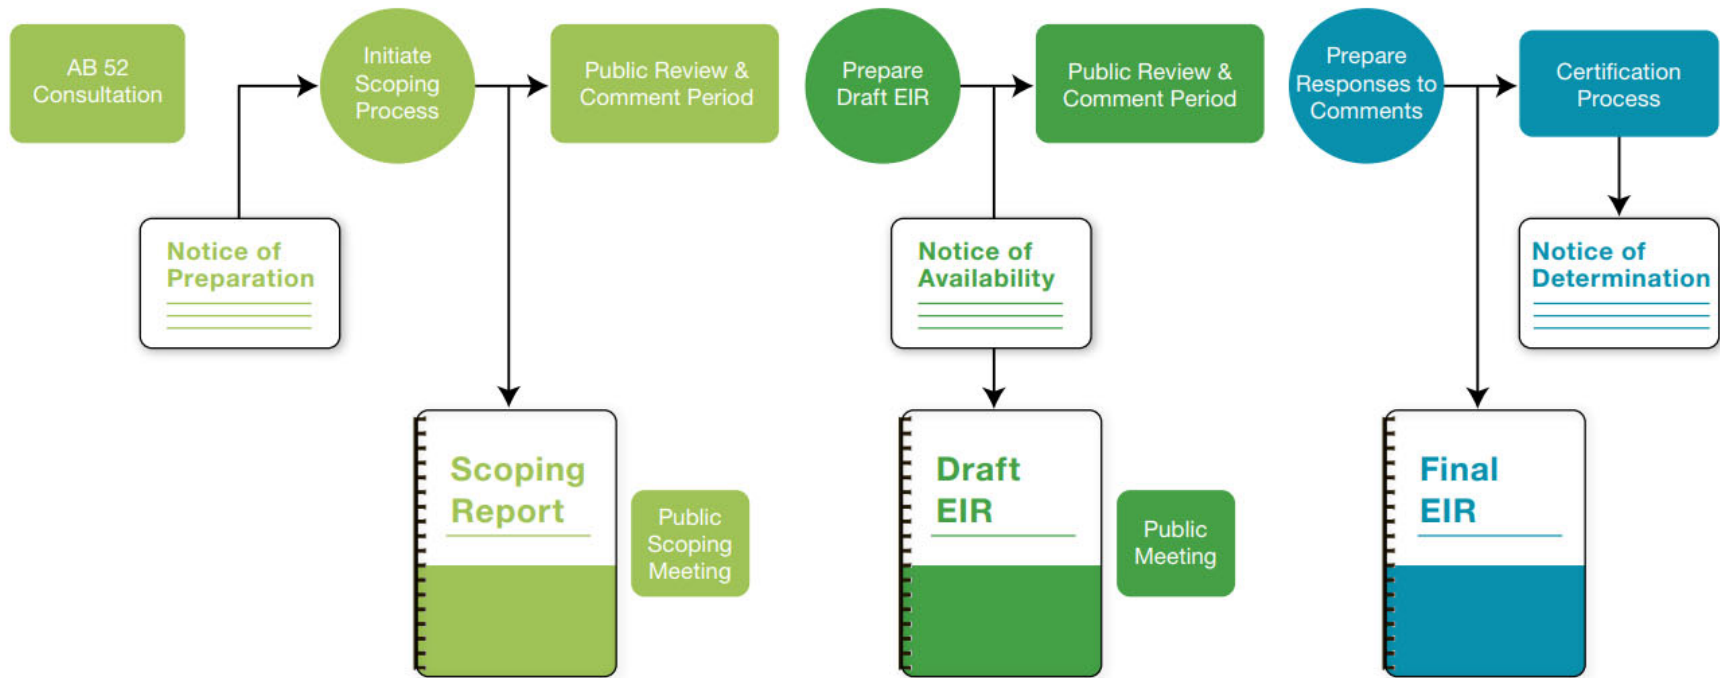 AB 52
Consultation
Initiate
Scoping
Process
Public Review &
Comment Period
Notice of
Preparation
Scoping
Report
Public
Scoping
Meeting
Prepare
Draft EIR
Public Review &
Comment Period
Notice of
Availability
Draft
EIR
Public
Meeting
Prepare
Responses to
Comments
Certification
Process
Notice of
Determination
Final
EIR